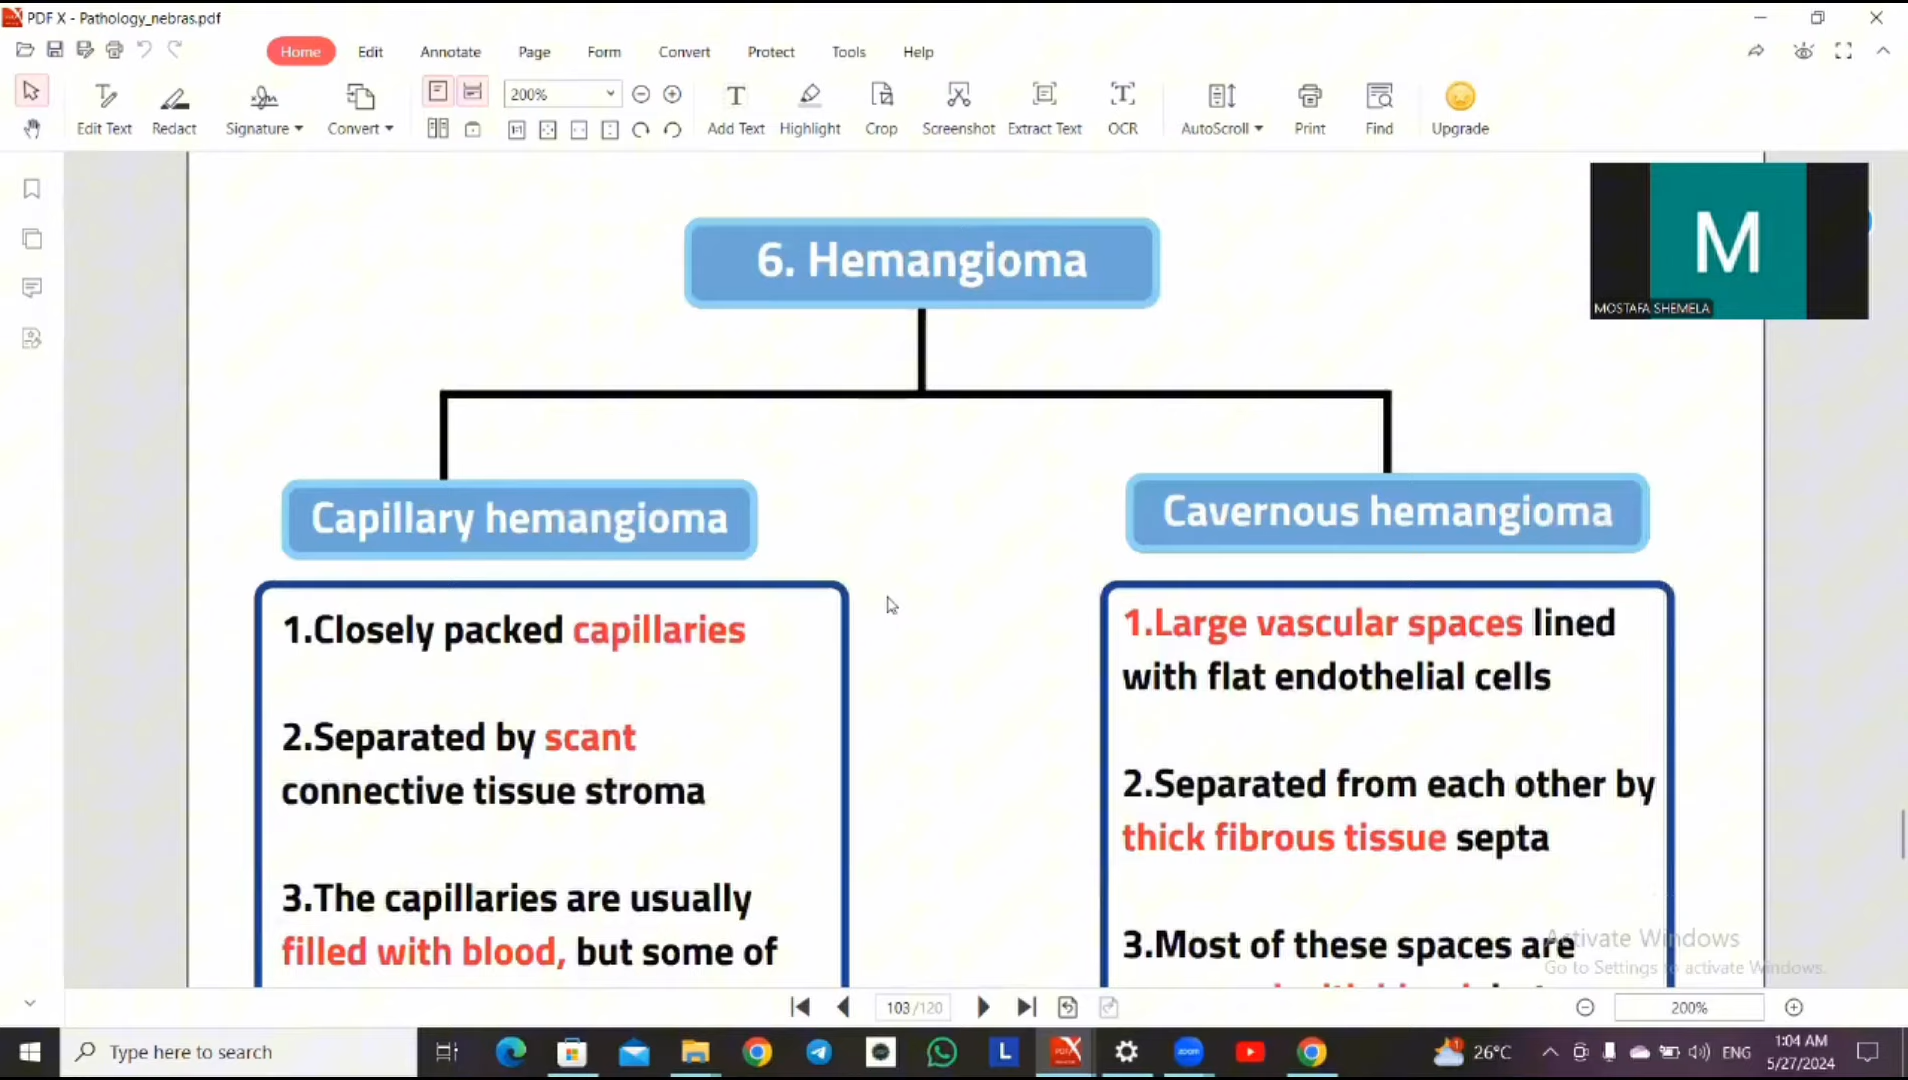 PDF X - Pathology_nebras.pdf
Home Edit Annotate Page Form Convert Protect Tools Help
200%
Edit Text Redact Signature Convert Add Text Highlight Crop Screenshot Extract Text OCR AutoScroll Print Find Upgrade
6. Hemangioma
M
MOSTAFA SHEMELA
Capillary hemangioma
1.Closely packed capillaries
2.Separated by scant
connective tissue stroma
3.The capillaries are usually
filled with blood, but some of
Cavernous hemangioma
1.Large vascular spaces lined
with flat endothelial cells
2.Separated from each other by
thick fibrous tissue septa
3.Most of these spaces are
Activate Windows
Go to Settings to activate Windows.
103/120
200%
Type here to search
L
zoom
26°C
ENG
1:04 AM
5/27/2024